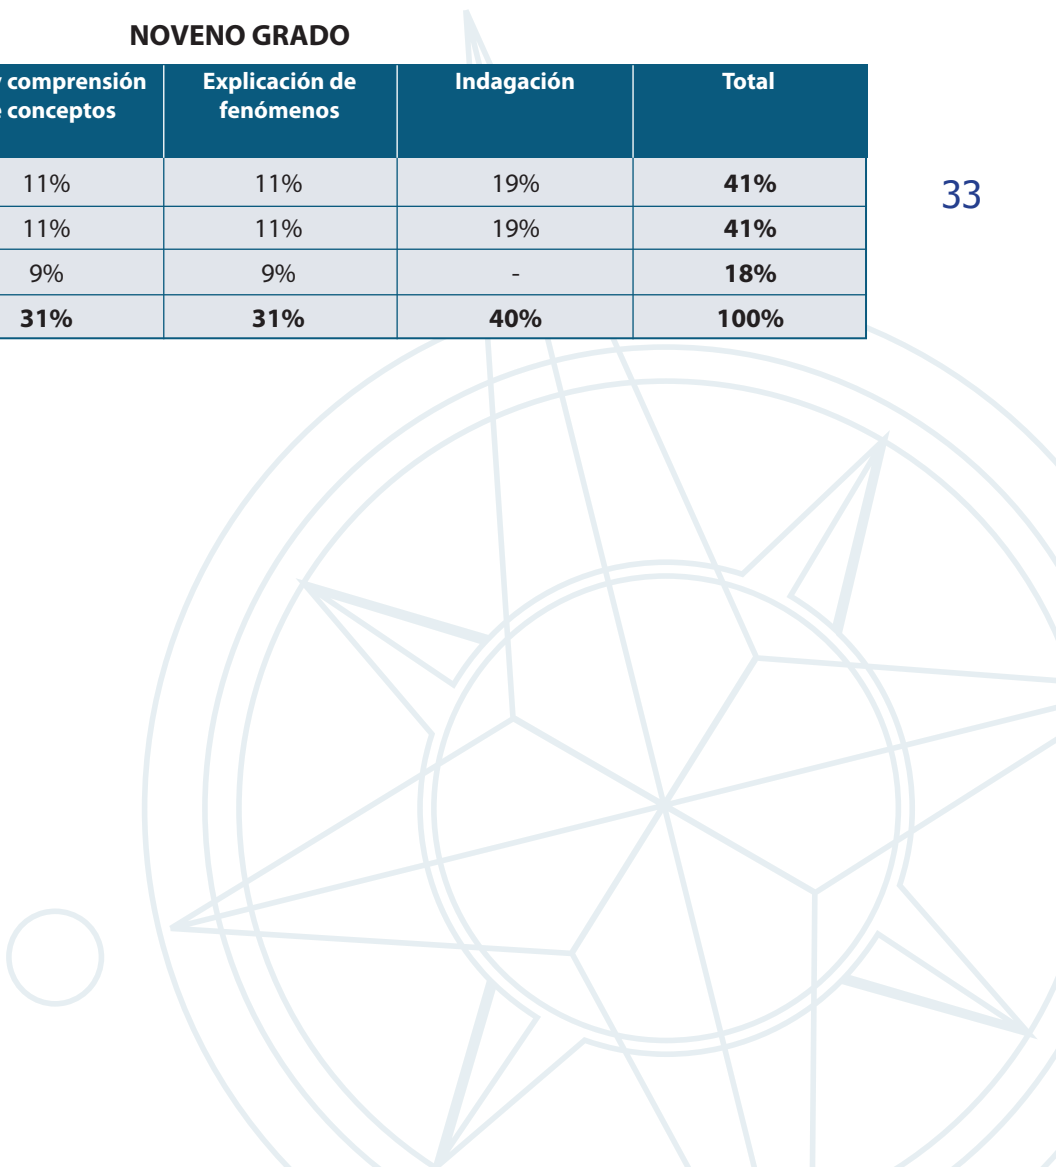 NOVENO GRADO
y comprensión Explicación de Indagación Total
conceptos fenómenos
11% 11% 19% 41%
11% 11% 19% 41%
9% 9% - 18%
31% 31% 40% 100%
33